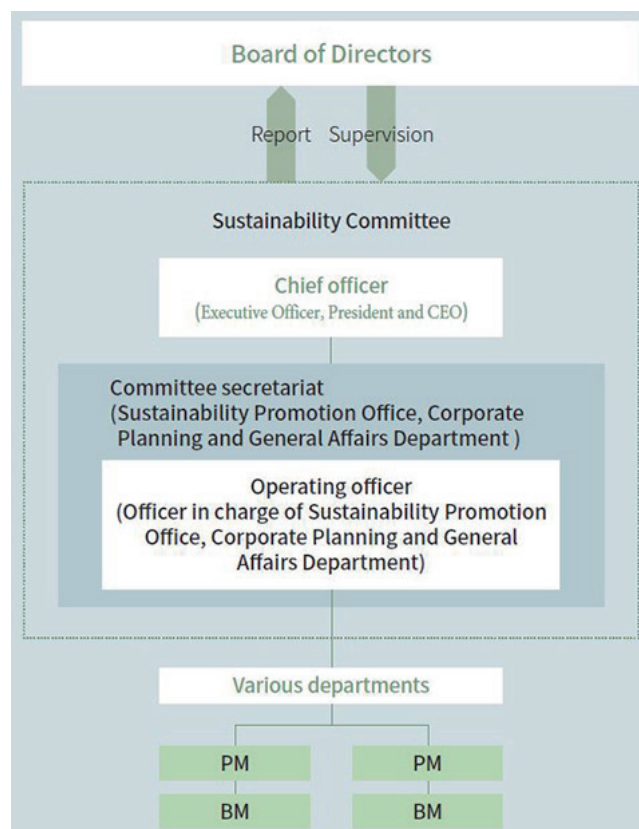 Board of Directors
Report Supervision
Sustainability Committee
Chief officer
(Executive Officer, President and CEO)
Committee secretariat
(Sustainability Promotion Office, Corporate
Planning and General Affairs Department )
Operating officer
(Officer in charge of Sustainability Promotion
Office, Corporate Planning and General
Affairs Department)
Various departments
PM PM
BM BM